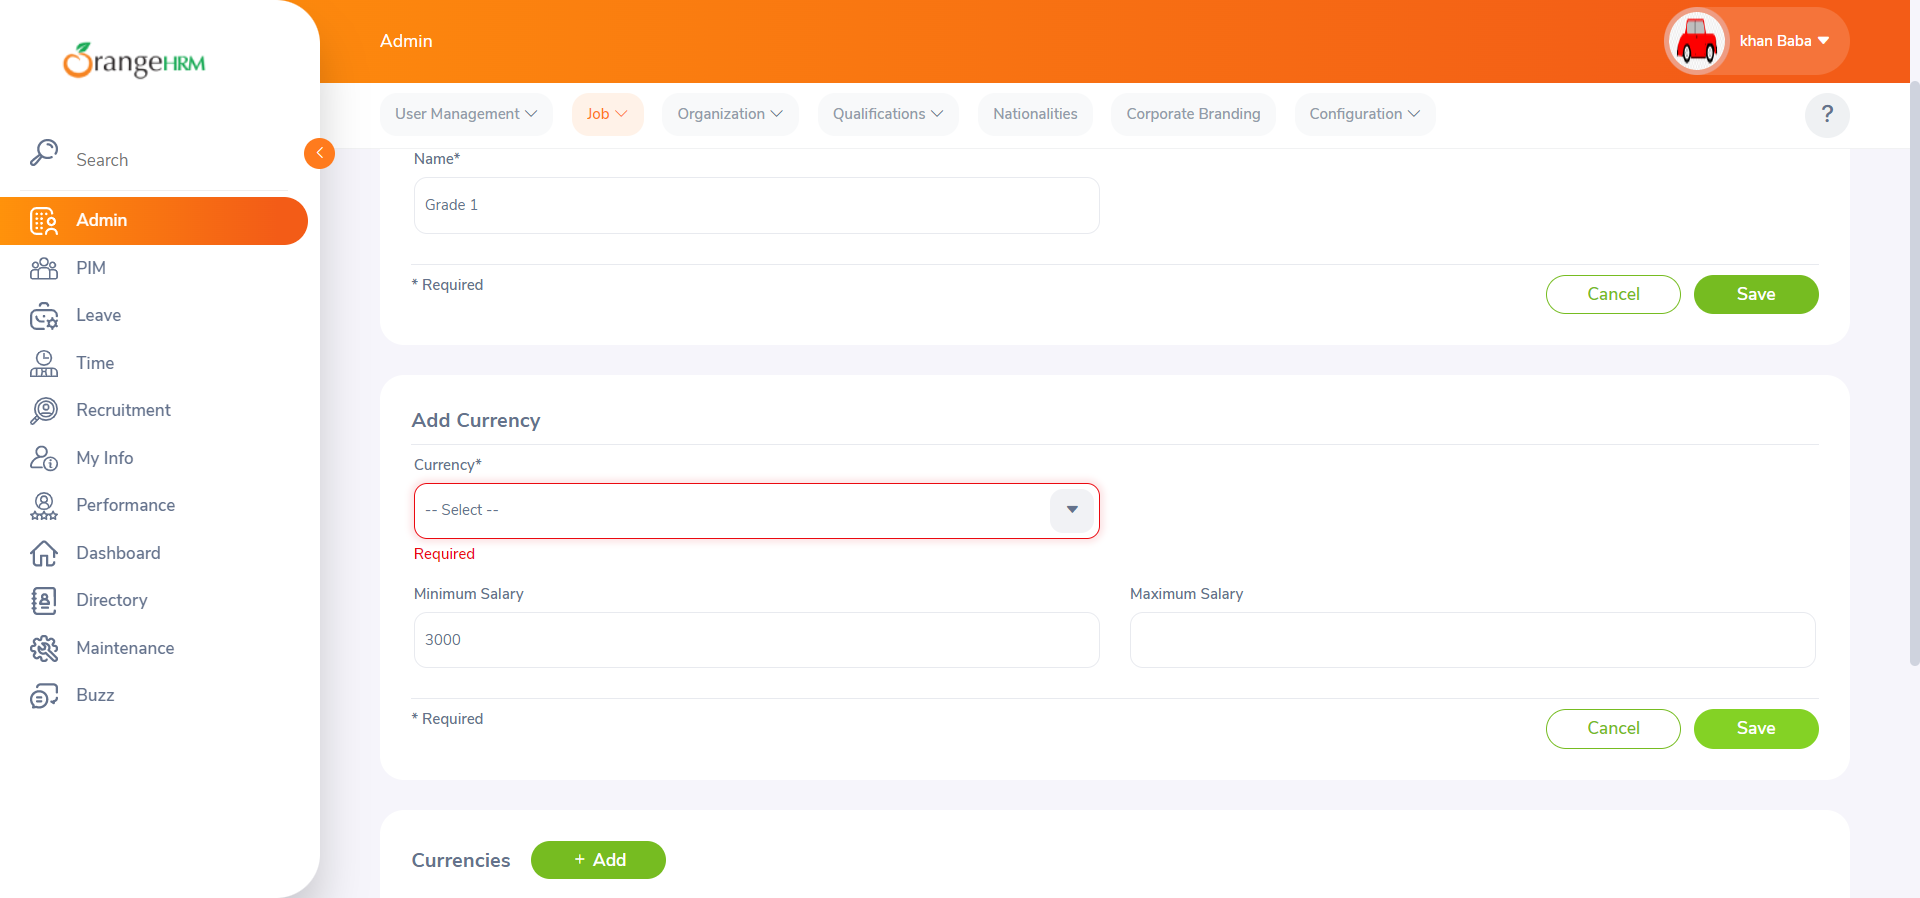 OrangeHRM
Admin
khan Baba
User Management
Job
Organization
Qualifications
Nationalities
Corporate Branding
Configuration
?
Search
Admin
PIM
Leave
Time
Recruitment
My Info
Performance
Dashboard
Directory
Maintenance
Buzz
Name*
Grade 1
* Required
Cancel
Save
Add Currency
Currency*
-- Select --
Required
Minimum Salary
Maximum Salary
3000
* Required
Cancel
Save
Currencies
+ Add